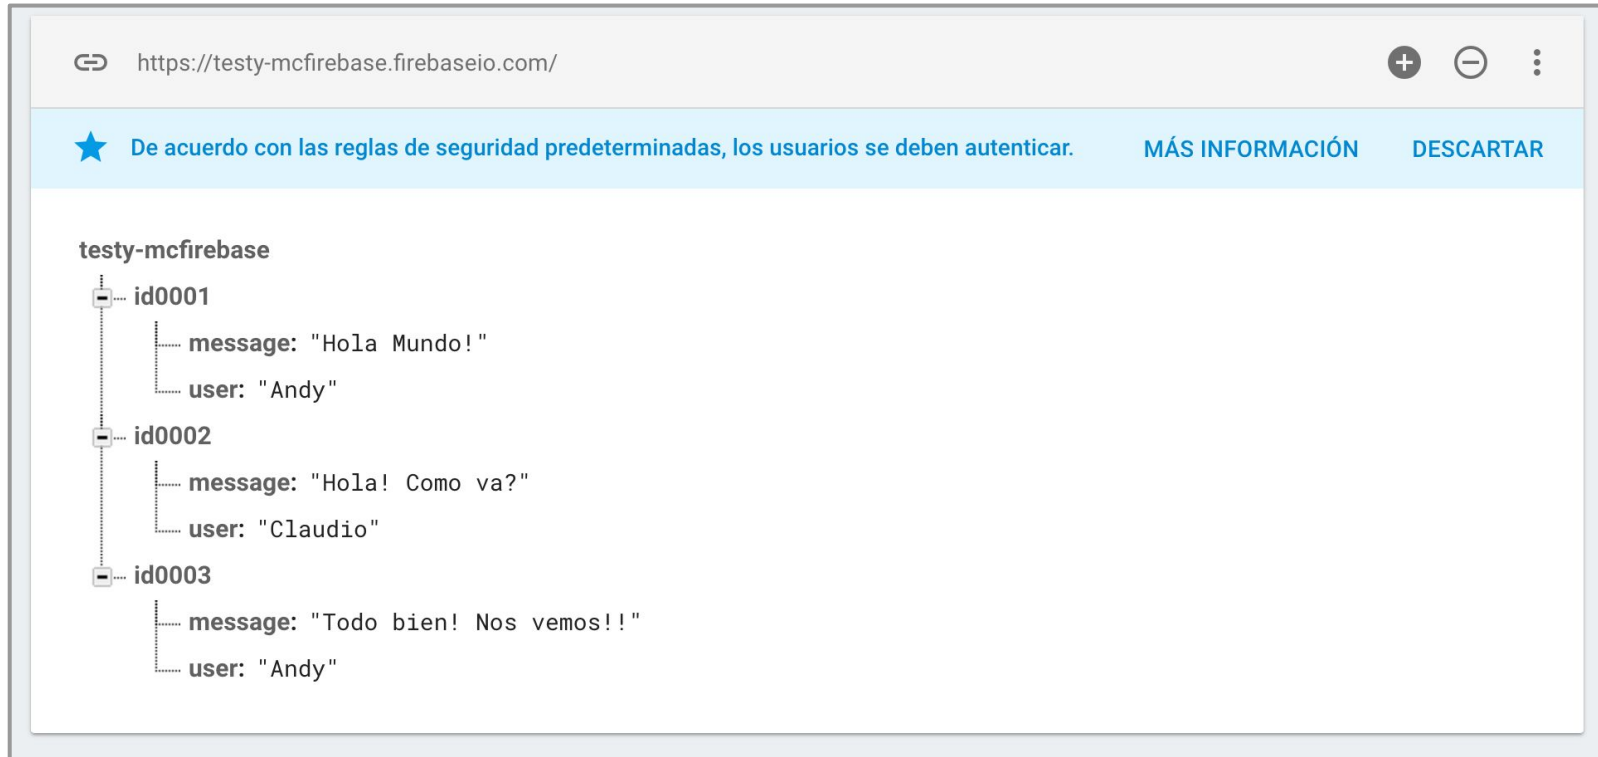 https://testy-mcfirebase.firebaseio.com/
De acuerdo con las reglas de seguridad predeterminadas, los usuarios se deben autenticar. MÁS INFORMACIÓN DESCARTAR
testy-mcfirebase
id0001
message: "Hola Mundo!"
user: "Andy"
id0002
message: "Hola! Como va?"
user: "Claudio"
id0003
message: "Todo bien! Nos vemos!!"
user: "Andy"